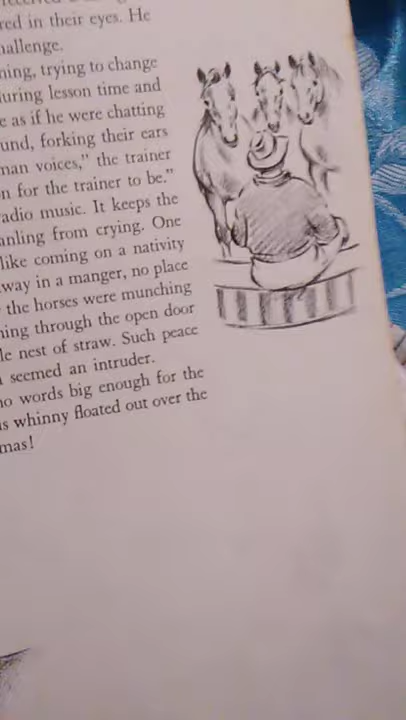 red in their eyes. He
hallenge.
ning, trying to change
during lesson time and
e as if he were chatting
und, forking their ears
man voices," the trainer
n for the trainer to be."
adio music. It keeps the
anling from crying. One
like coming on a nativity
way in a manger, no place
the horses were munching
ning through the open door
le nest of straw. Such peace
seemed an intruder.
no words big enough for the
s whinny floated out over the
mas!